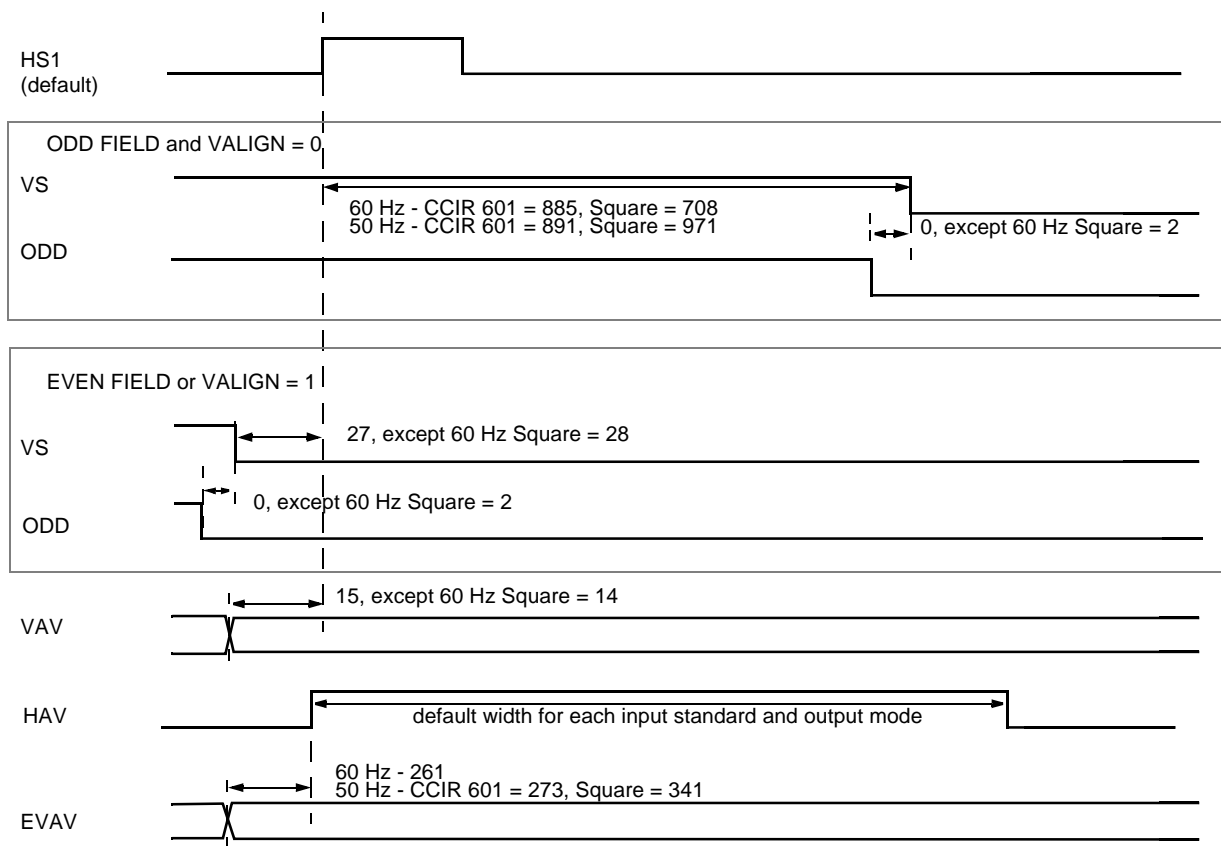 HS1
(default)
ODD FIELD and VALIGN = 0
VS
60 Hz - CCIR 601 = 885, Square = 708
50 Hz - CCIR 601 = 891, Square = 971
0, except 60 Hz Square = 2
ODD
EVEN FIELD or VALIGN = 1
VS
27, except 60 Hz Square = 28
0, except 60 Hz Square = 2
ODD
15, except 60 Hz Square = 14
VAV
HAV
default width for each input standard and output mode
60 Hz - 261
50 Hz - CCIR 601 = 273, Square = 341
EVAV